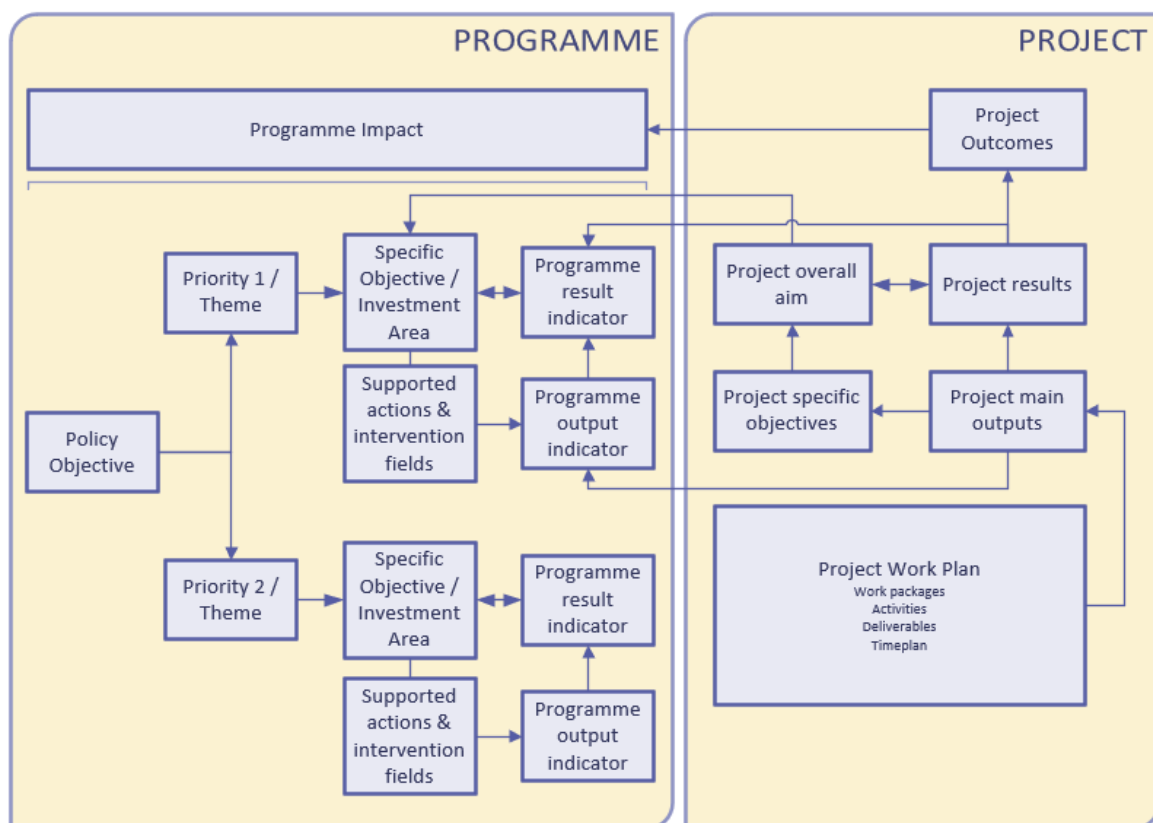 PROGRAMME
Programme Impact
Priority 1 /
Theme
Specific
Objective /
Investment
Area
Programme
result
indicator
Supported
actions &
intervention
fields
Programme
output
indicator
Policy
Objective
Priority 2 /
Theme
Specific
Objective /
Investment
Area
Programme
result
indicator
Supported
actions &
intervention
fields
Programme
output
indicator
PROJECT
Project
Outcomes
Project overall
aim
Project results
Project specific
objectives
Project main
outputs
Project Work Plan
Work packages
Activities
Deliverables
Timeplan